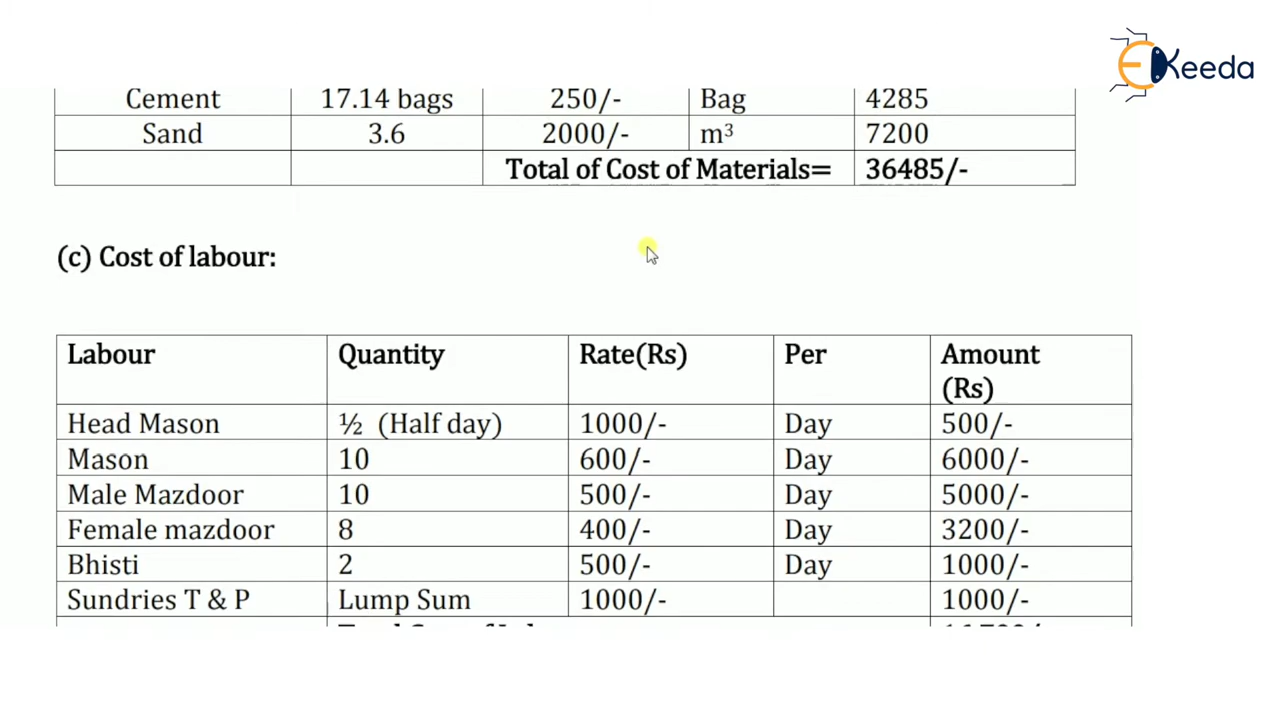 Keeda
Cement 17.14 bags 250/- Bag 4285
Sand 3.6 2000/- m³ 7200
Total of Cost of Materials= 36485/-
(c) Cost of labour:
Labour Quantity Rate(Rs) Per Amount
(Rs)
Head Mason ½ (Half day) 1000/- Day 500/-
Mason 10 600/- Day 6000/-
Male Mazdoor 10 500/- Day 5000/-
Female mazdoor 8 400/- Day 3200/-
Bhisti 2 500/- Day 1000/-
Sundries T & P Lump Sum 1000/- 1000/-